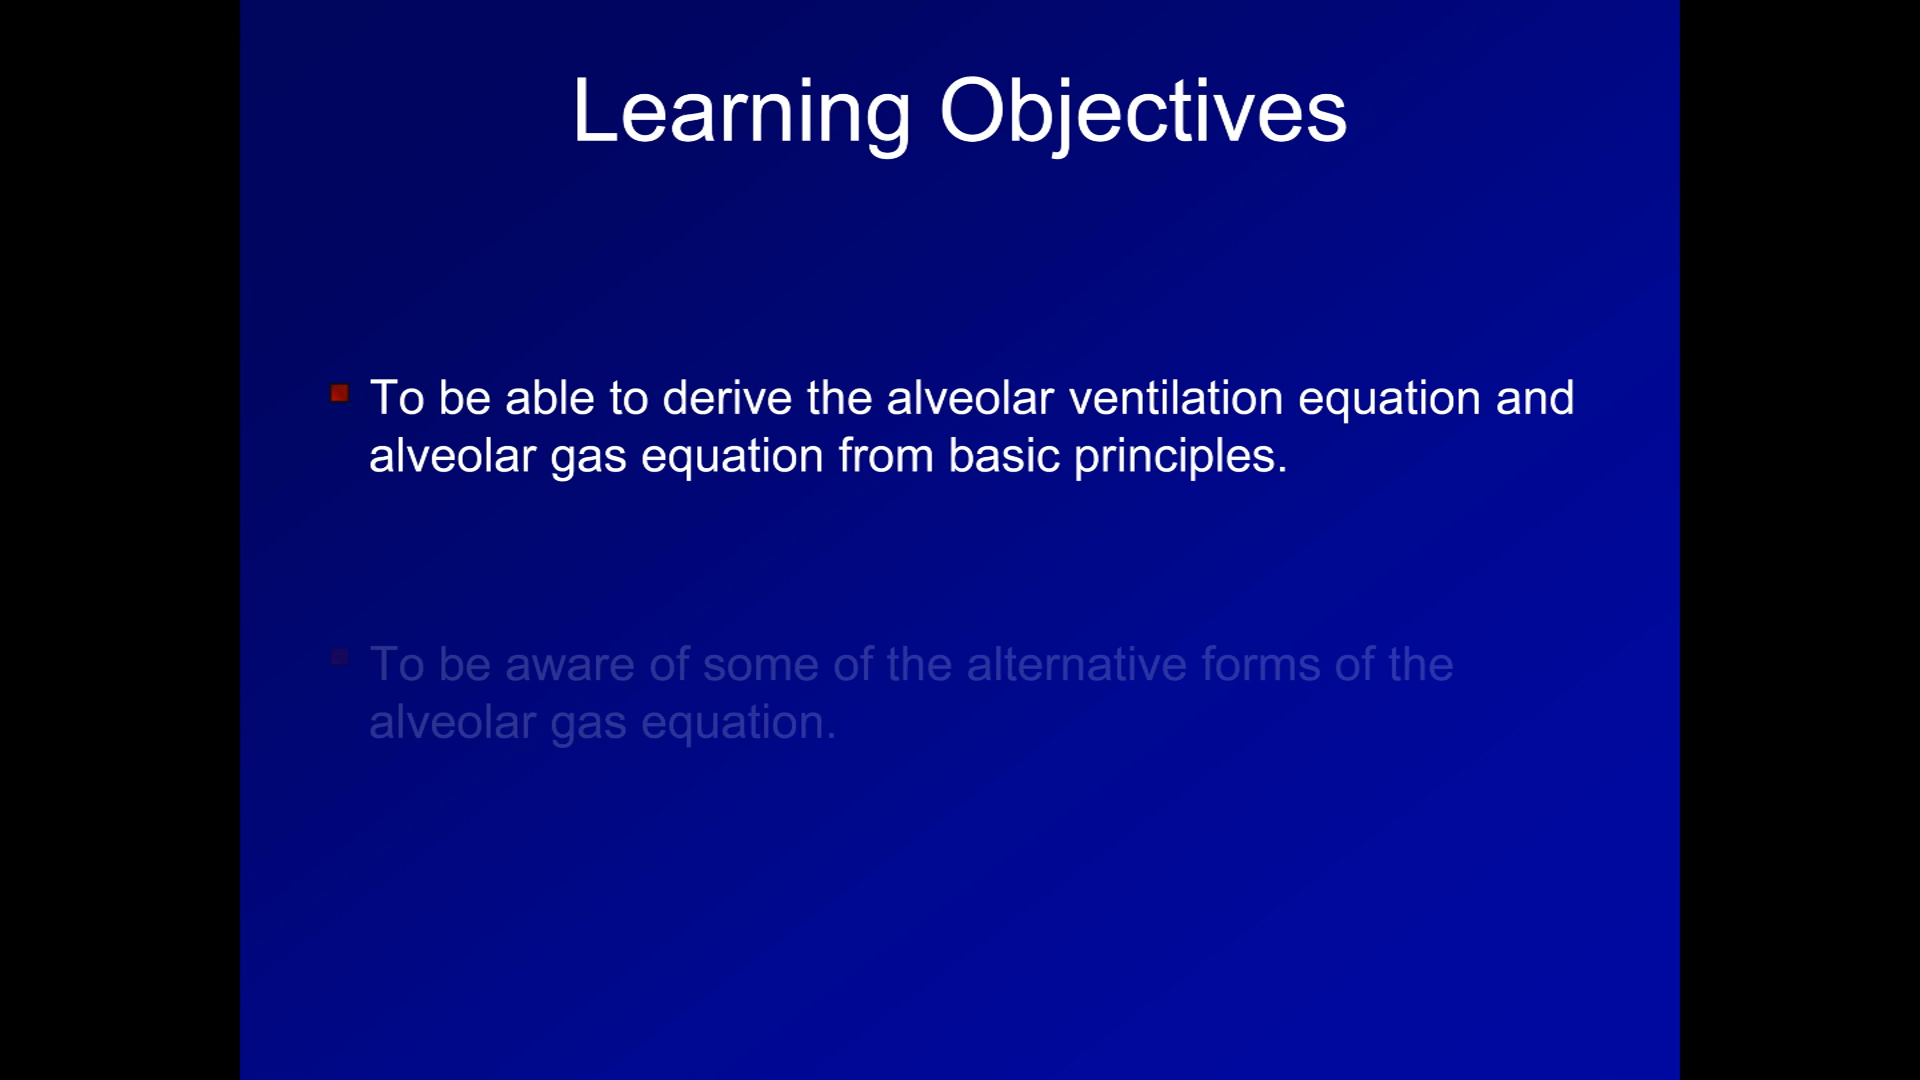 Learning Objectives
To be able to derive the alveolar ventilation equation and
alveolar gas equation from basic principles.
To be aware of some of the alternative forms of the
alveolar gas equation.